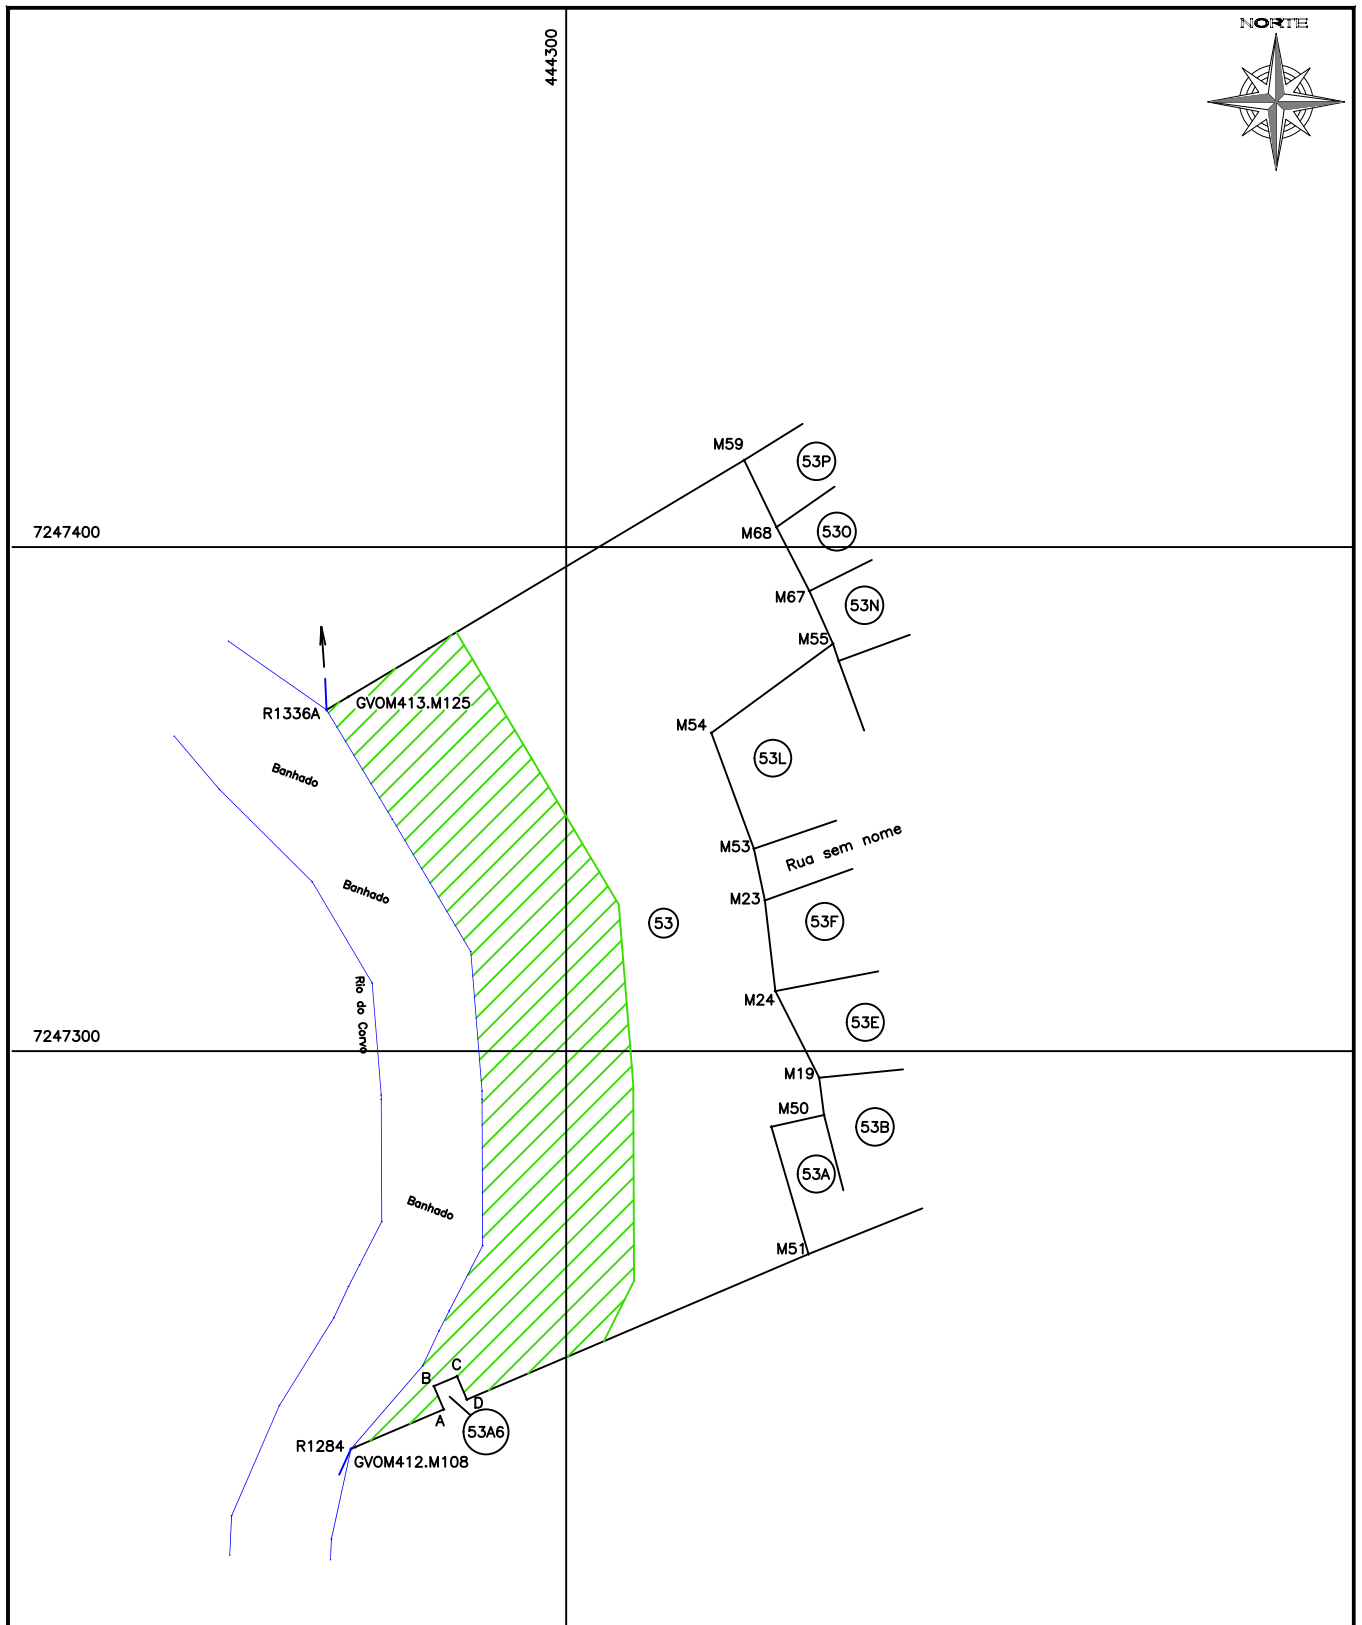 NORTE
444300
M59
53P
7247400
M68
53O
M67
53N
M55
GVOM413.M125
R1336A
M54
53L
Banhado
M53
Rua sem nome
Banhado
M23
53F
53
M24
Rio do Corvo
53E
7247300
M19
M50
53B
53A
Banhado
M51
C
B
D
A
53A6
R1284
GVOM412.M108